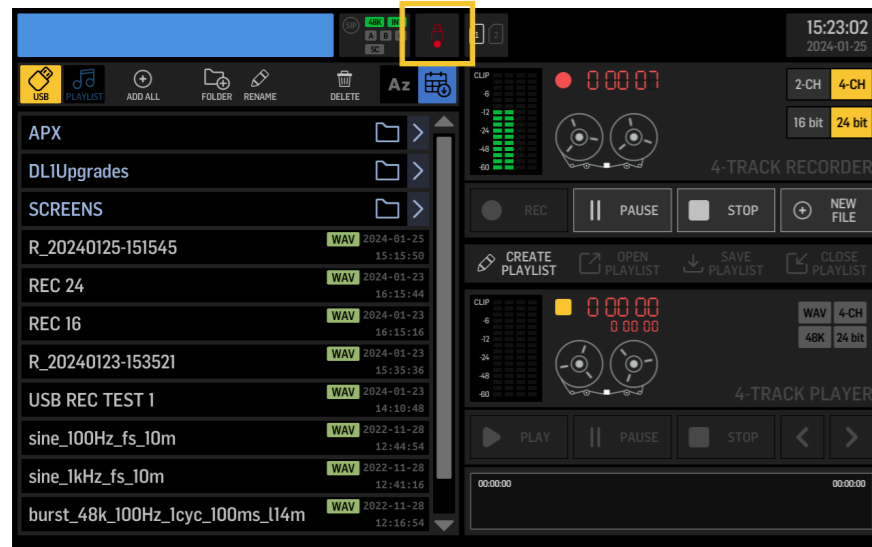 SIP 48K INT 1 2 15:23:02
A B C 2024-01-25
SC
USB PLAYLIST ADD ALL FOLDER RENAME DELETE Az
APX
DL1Upgrades
SCREENS
R_20240125-151545 WAV 2024-01-25
15:15:50
REC 24 WAV 2024-01-23
16:15:44
REC 16 WAV 2024-01-23
16:15:16
R_20240123-153521 WAV 2024-01-23
15:35:36
USB REC TEST 1 WAV 2024-01-23
14:10:48
sine_100Hz_fs_10m WAV 2022-11-28
12:44:54
sine_1kHz_fs_10m WAV 2022-11-28
12:41:16
burst_48k_100Hz_1cyc_100ms_l14m WAV 2022-11-28
12:16:54
CLIP 0 00 07 2-CH 4-CH
-6
-12 16 bit 24 bit
-24
-48
-60 4-TRACK RECORDER
REC PAUSE STOP NEW
FILE
CREATE OPEN SAVE CLOSE
PLAYLIST PLAYLIST PLAYLIST PLAYLIST
CLIP 0 00 00 WAV 4-CH
-6 0 00 00
-12 48K 24 bit
-24
-48
-60 4-TRACK PLAYER
PLAY PAUSE STOP
00:00:00 00:00:00